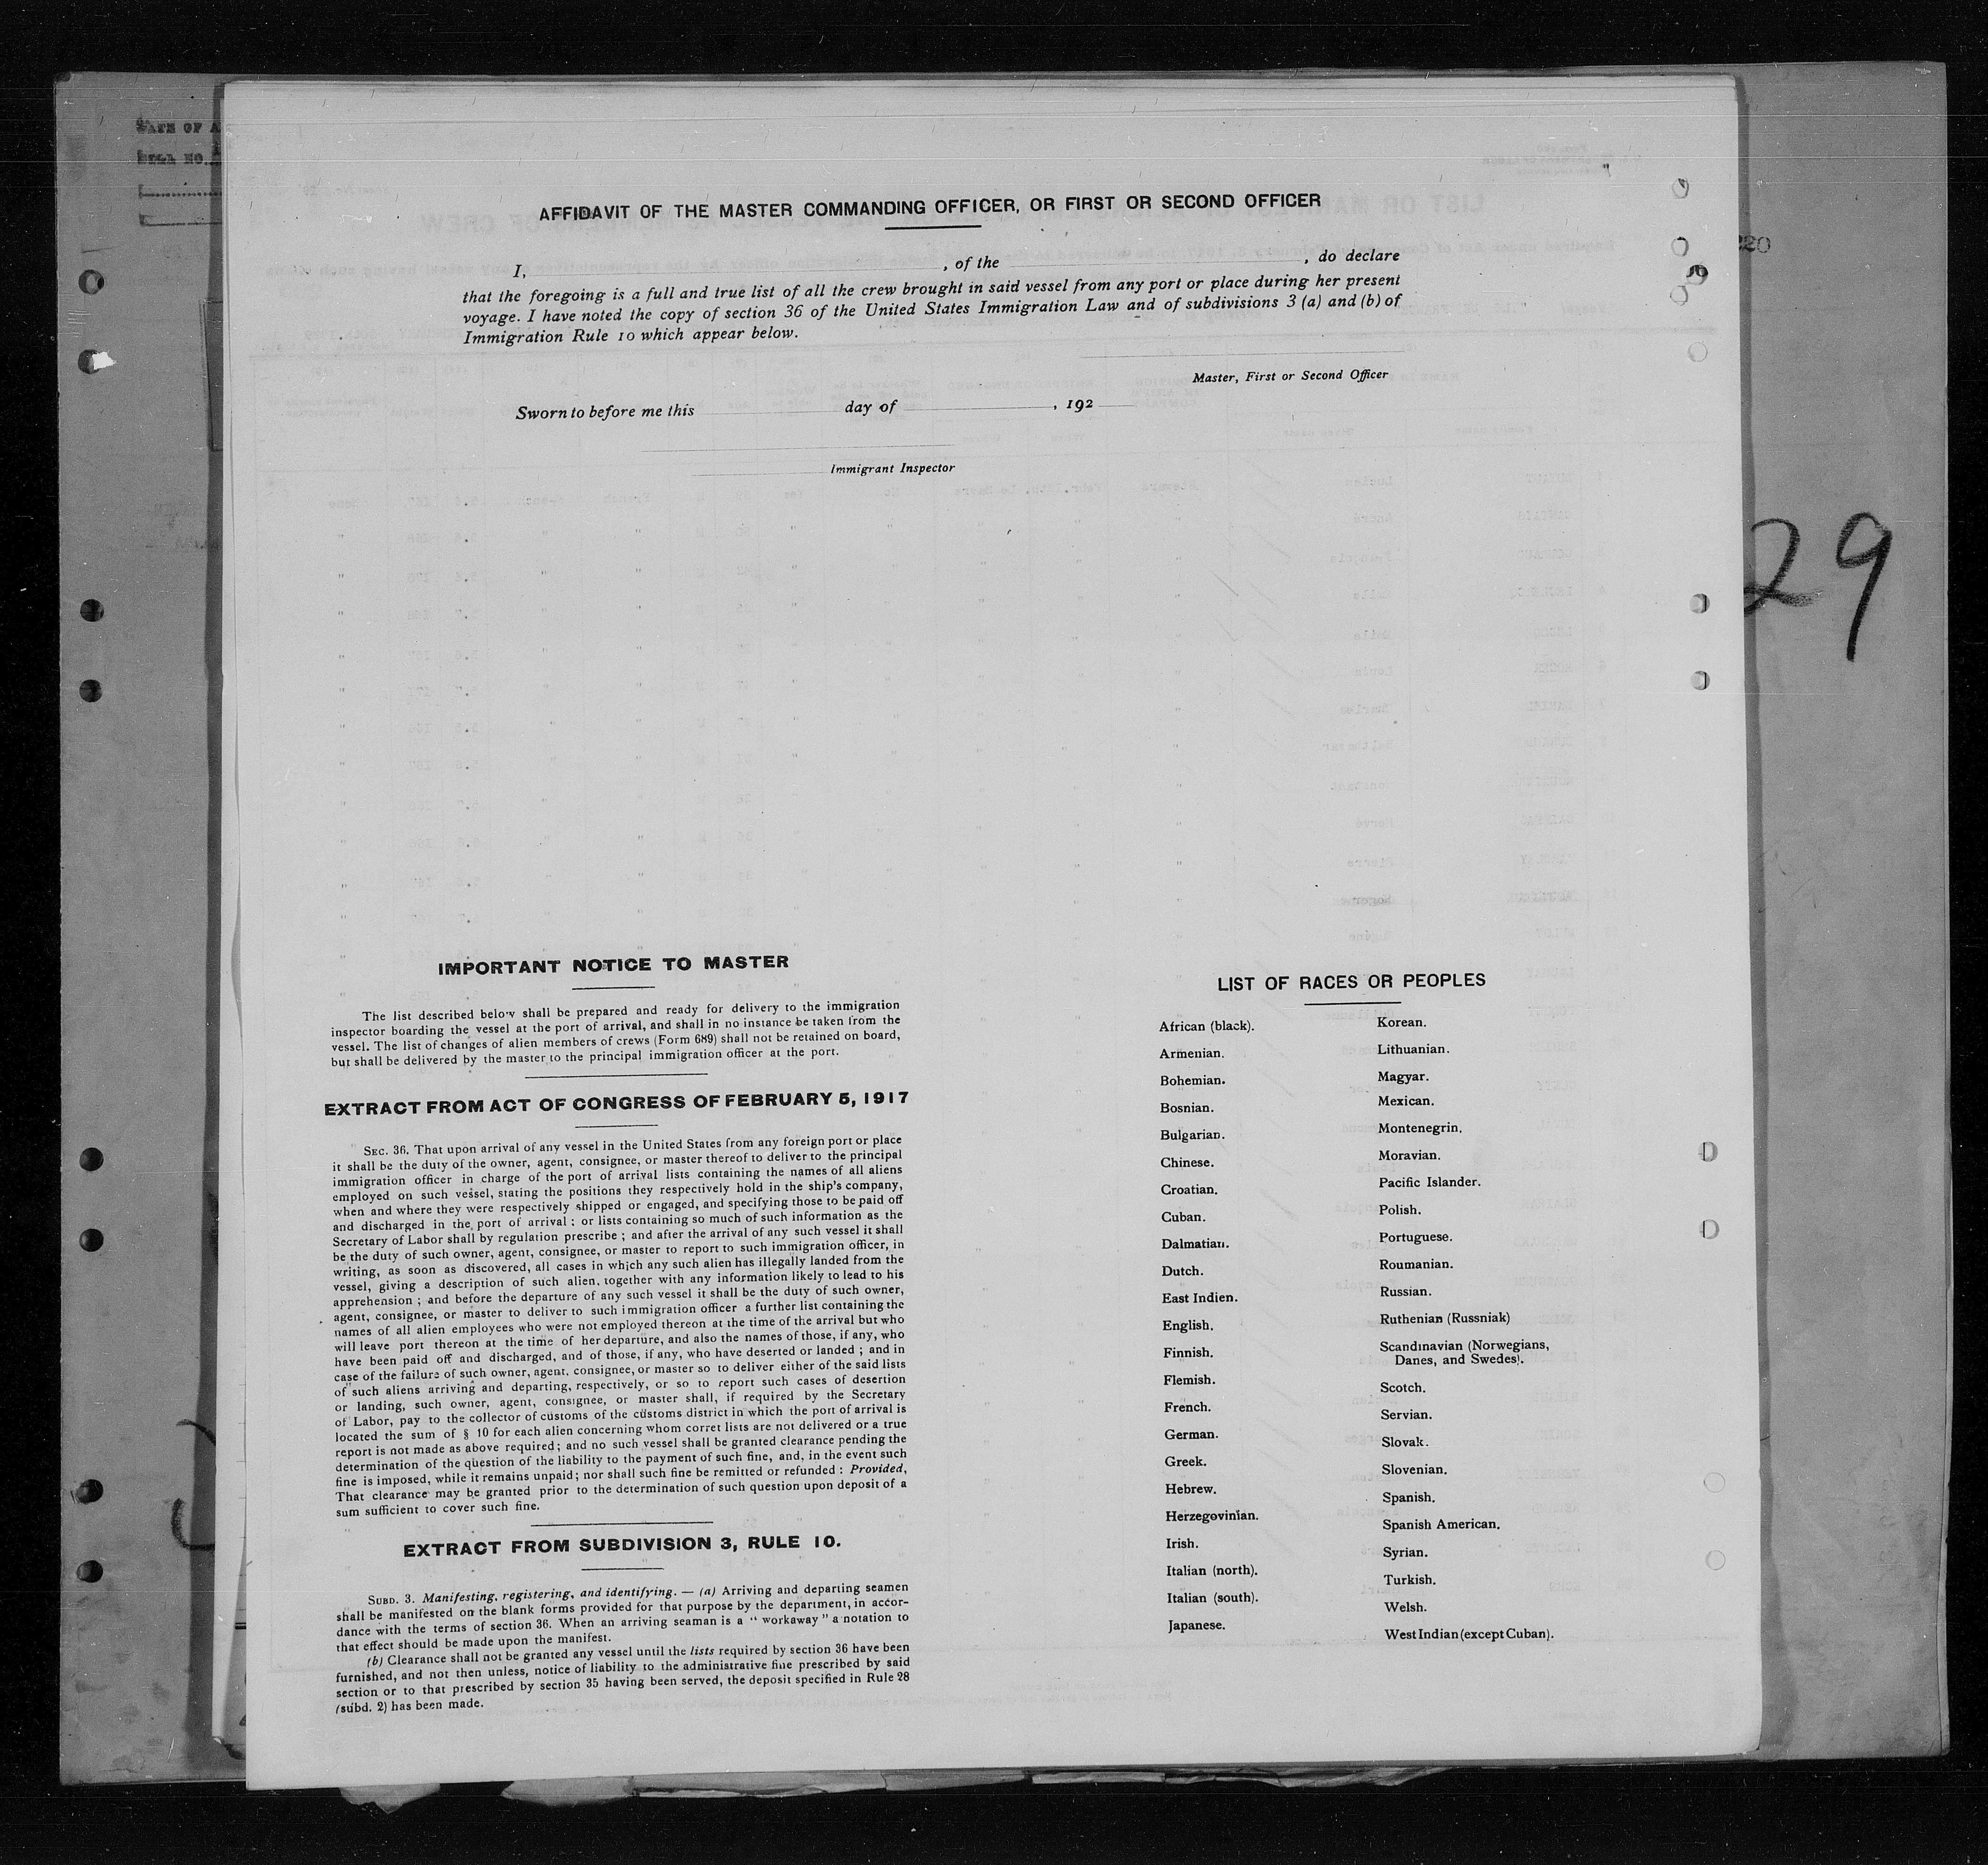 AFFIDAVIT OF THE MASTER COMMANDING OFFICER, OR FIRST OR SECOND OFFICER
I, , of the , do declare
that the foregoing is a full and true list of all the crew brought in said vessel from any port or place during her present
voyage. I have noted the copy of section 36 of the United States Immigration Law and of subdivisions 3 (a) and (b) of
Immigration Rule 10 which appear below.
Master, First or Second Officer
Sworn to before me this day of , 192
Immigrant Inspector
29
IMPORTANT NOTICE TO MASTER
The list described below shall be prepared and ready for delivery to the immigration
inspector boarding the vessel at the port of arrival, and shall in no instance be taken from the
vessel. The list of changes of alien members of crews (Form 689) shall not be retained on board,
but shall be delivered by the master to the principal immigration officer at the port.
EXTRACT FROM ACT OF CONGRESS OF FEBRUARY 5, 1917
SEC. 36. That upon arrival of any vessel in the United States from any foreign port or place
it shall be the duty of the owner, agent, consignee, or master thereof to deliver to the principal
immigration officer in charge of the port of arrival lists containing the names of all aliens
employed on such vessel, stating the positions they respectively hold in the ship's company,
when and where they were respectively shipped or engaged, and specifying those to be paid off
and discharged in the port of arrival ; or lists containing so much of such information as the
Secretary of Labor shall by regulation prescribe ; and after the arrival of any such vessel it shall
be the duty of such owner, agent, consignee, or master to report to such immigration officer, in
writing, as soon as discovered, all cases in which any such alien has illegally landed from the
vessel, giving a description of such alien, together with any information likely to lead to his
apprehension ; and before the departure of any such vessel it shall be the duty of such owner,
agent, consignee, or master to deliver to such immigration officer a further list containing the
names of all alien employees who were not employed thereon at the time of the arrival but who
will leave port thereon at the time of her departure, and also the names of those, if any, who
have been paid off and discharged, and of those, if any, who have deserted or landed ; and in
case of the failure of such owner, agent, consignee, or master so to deliver either of the said lists
of such aliens arriving and departing, respectively, or so to report such cases of desertion
or landing, such owner, agent, consignee, or master shall, if required by the Secretary
of Labor, pay to the collector of customs of the customs district in which the port of arrival is
located the sum of § 10 for each alien concerning whom corret lists are not delivered or a true
report is not made as above required ; and no such vessel shall be granted clearance pending the
determination of the question of the liability to the payment of such fine, and, in the event such
fine is imposed, while it remains unpaid ; nor shall such fine be remitted or refunded : Provided,
That clearance may be granted prior to the determination of such question upon deposit of a
sum sufficient to cover such fine.
EXTRACT FROM SUBDIVISION 3, RULE 10.
SUBD. 3. Manifesting, registering, and identifying. — (a) Arriving and departing seamen
shall be manifested on the blank forms provided for that purpose by the department, in accor-
dance with the terms of section 36. When an arriving seaman is a “ workaway ” a notation to
that effect should be made upon the manifest.
(b) Clearance shall not be granted any vessel until the lists required by section 36 have been
furnished, and not then unless, notice of liability to the administrative fine prescribed by said
section or to that prescribed by section 35 having been served, the deposit specified in Rule 28
(subd. 2) has been made.
LIST OF RACES OR PEOPLES
African (black).
Armenian.
Bohemian.
Bosnian.
Bulgarian.
Chinese.
Croatian.
Cuban.
Dalmatian.
Dutch.
East Indien.
English.
Finnish.
Flemish.
French.
German.
Greek.
Hebrew.
Herzegovinian.
Irish.
Italian (north).
Italian (south).
Japanese.
Korean.
Lithuanian.
Magyar.
Mexican.
Montenegrin.
Moravian.
Pacific Islander.
Polish.
Portuguese.
Roumanian.
Russian.
Ruthenian (Russniak)
Scandinavian (Norwegians,
Danes, and Swedes).
Scotch.
Servian.
Slovak.
Slovenian.
Spanish.
Spanish American.
Syrian.
Turkish.
Welsh.
West Indian (except Cuban).